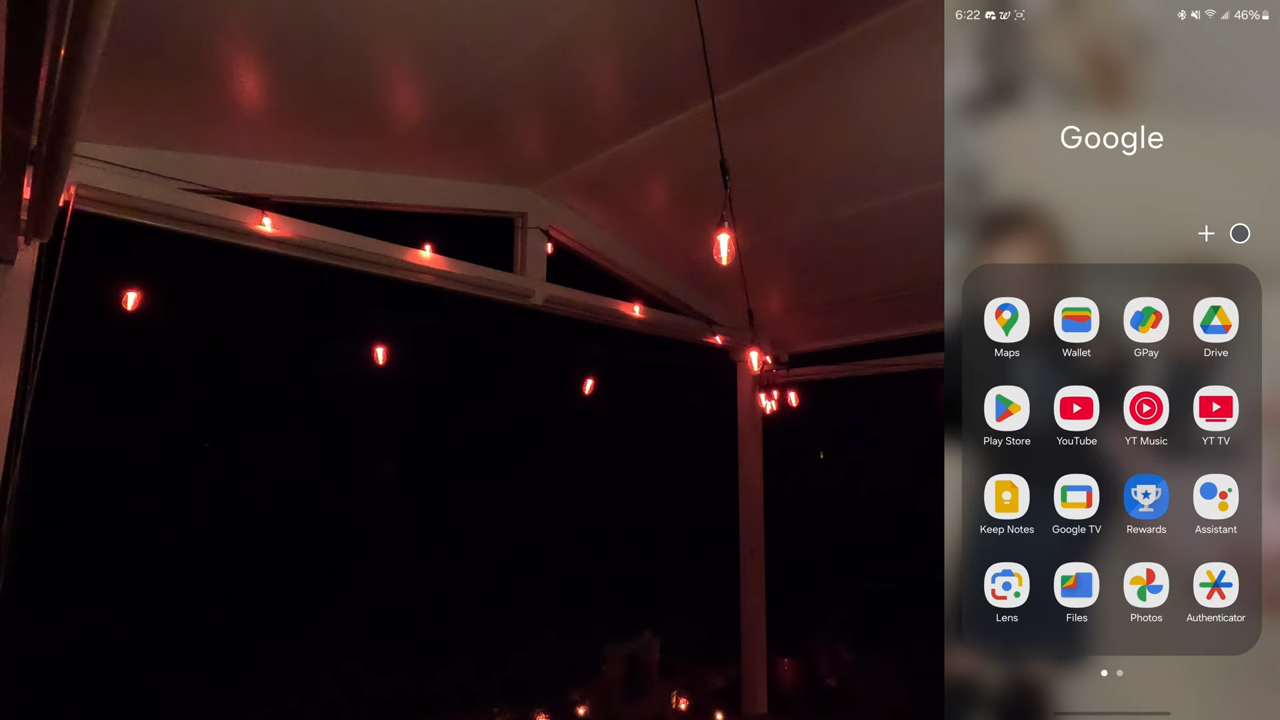 6:22 46%
Google
Maps Wallet GPay Drive
Play Store YouTube YT Music YT TV
Keep Notes Google TV Rewards Assistant
Lens Files Photos Authenticator